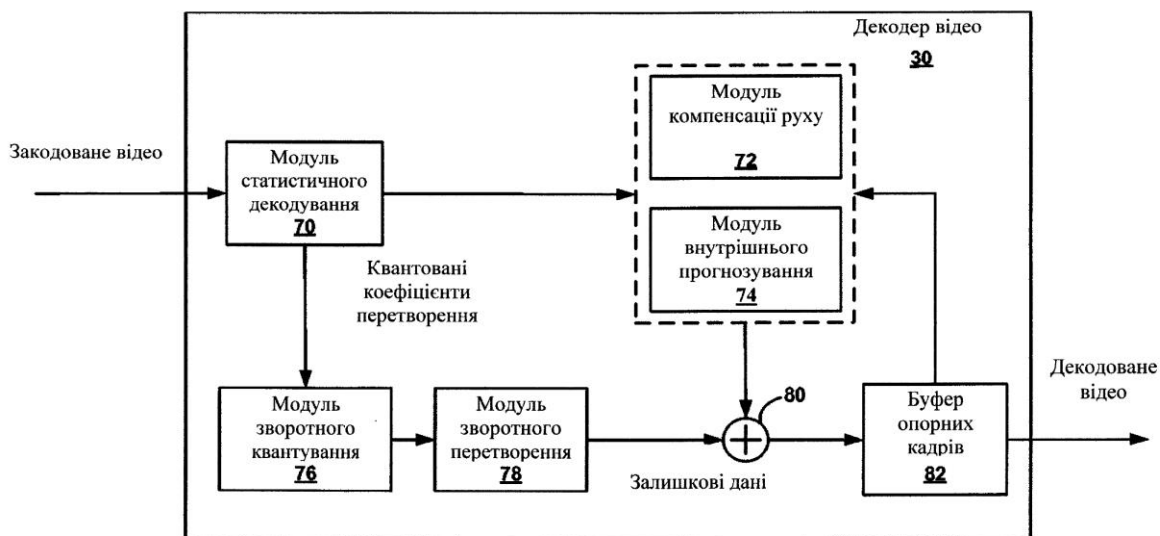 Декодер відео
30
Модуль
компенсації руху
72
Закодоване відео
Модуль
статистичного
декодування
70
Модуль
внутрішнього
прогнозування
74
Квантовані
коефіцієнти
перетворення
Декодоване
відео
Модуль
зворотного
квантування
76
Модуль
зворотного
перетворення
78
80
Залишкові дані
Буфер
опорних
кадрів
82